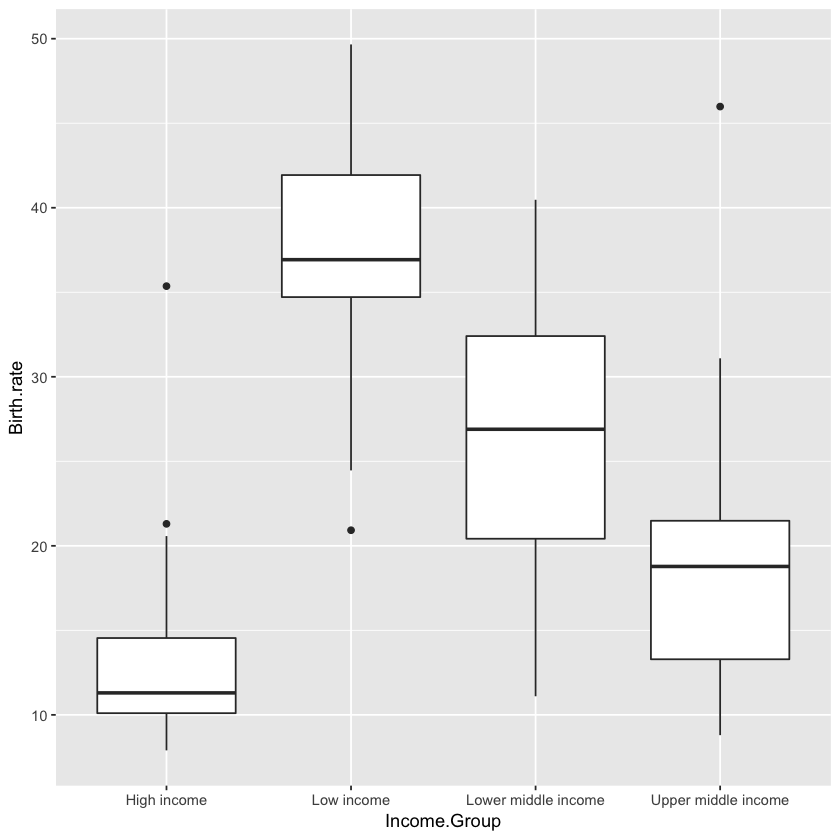 50
40
30
20
10
Birth.rate
High income
Low income
Lower middle income
Upper middle income
Income.Group